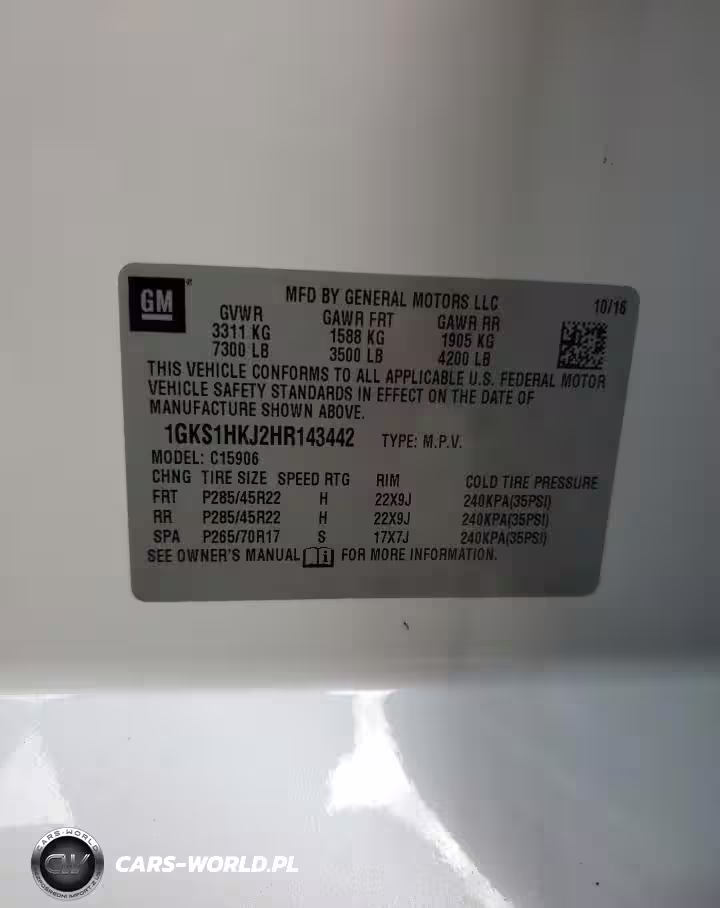 GM®
MFD BY GENERAL MOTORS LLC 10/16
GVWR GAWR FRT GAWR RR
3311 KG 1588 KG 1905 KG
7300 LB 3500 LB 4200 LB
THIS VEHICLE CONFORMS TO ALL APPLICABLE U.S. FEDERAL MOTOR
VEHICLE SAFETY STANDARDS IN EFFECT ON THE DATE OF
MANUFACTURE SHOWN ABOVE.
1GKS1HKJ2HR143442 TYPE: M.P.V.
MODEL: C15906
CHNG TIRE SIZE SPEED RTG RIM COLD TIRE PRESSURE
FRT P285/45R22 H 22X9J 240KPA(35PSI)
RR P285/45R22 H 22X9J 240KPA(35PSI)
SPA P265/70R17 S 17X7J 240KPA(35PSI)
SEE OWNER'S MANUAL i FOR MORE INFORMATION.
CARS-WORLD
CW
CARS-WORLD.PL